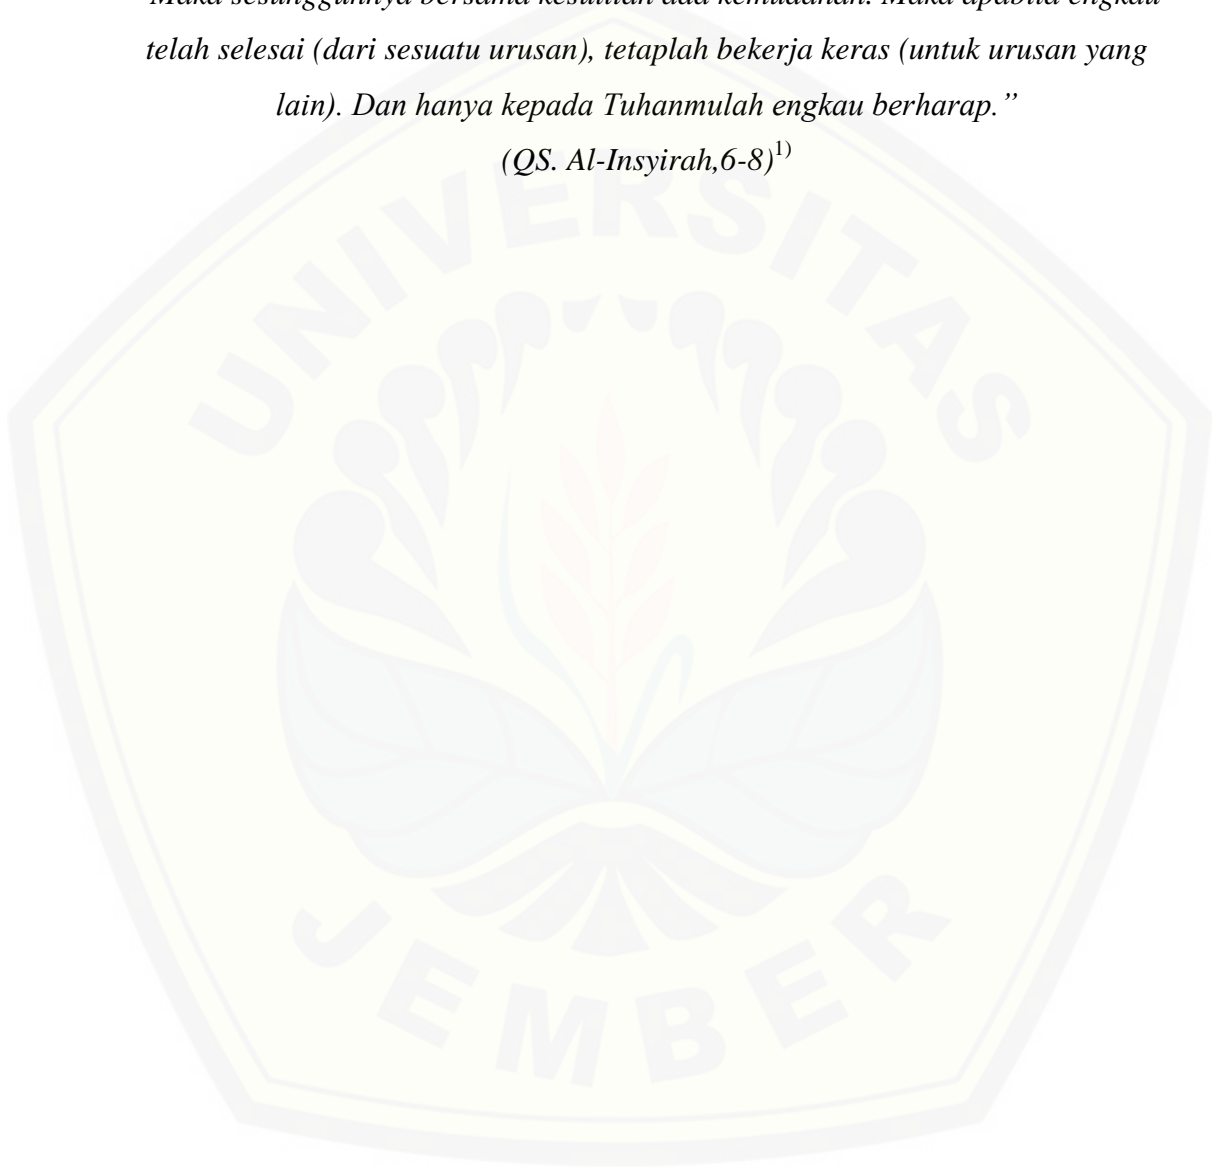 Maka sesungguhnya bersama kesulitan ada kemudahan. Maka apabila engkau
telah selesai (dari sesuatu urusan), tetaplah bekerja keras (untuk urusan yang
lain). Dan hanya kepada Tuhanmulah engkau berharap.”
(QS. Al-Insyirah,6-8)1)
UNIVERSITAS
JEMBER